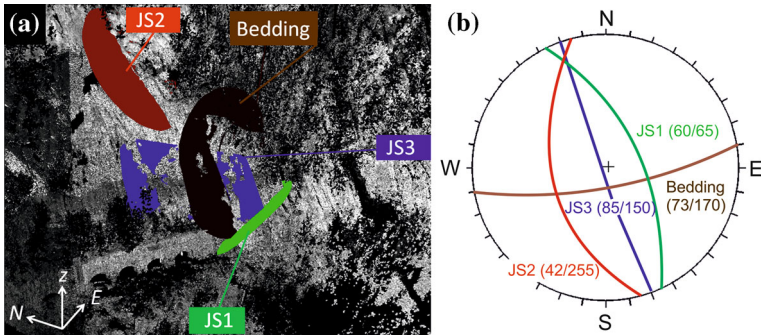 (a)
JS2
Bedding
JS3
JS1
z
N
E
(b)
N
JS1 (60/65)
W
E
Bedding
(73/170)
JS3 (85/150)
JS2 (42/255)
S